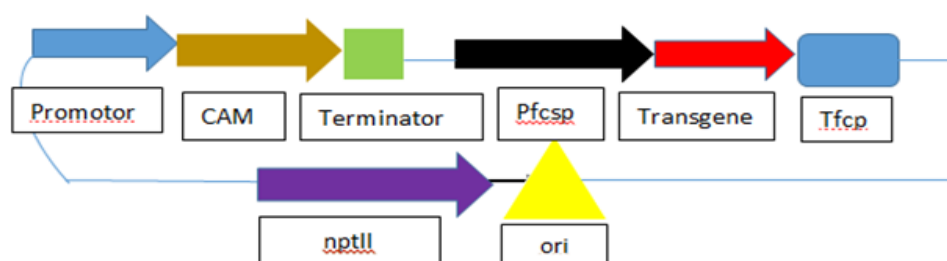 Promotor
CAM
Terminator
Pfcsp
Transgene
Tfcp
nptII
ori